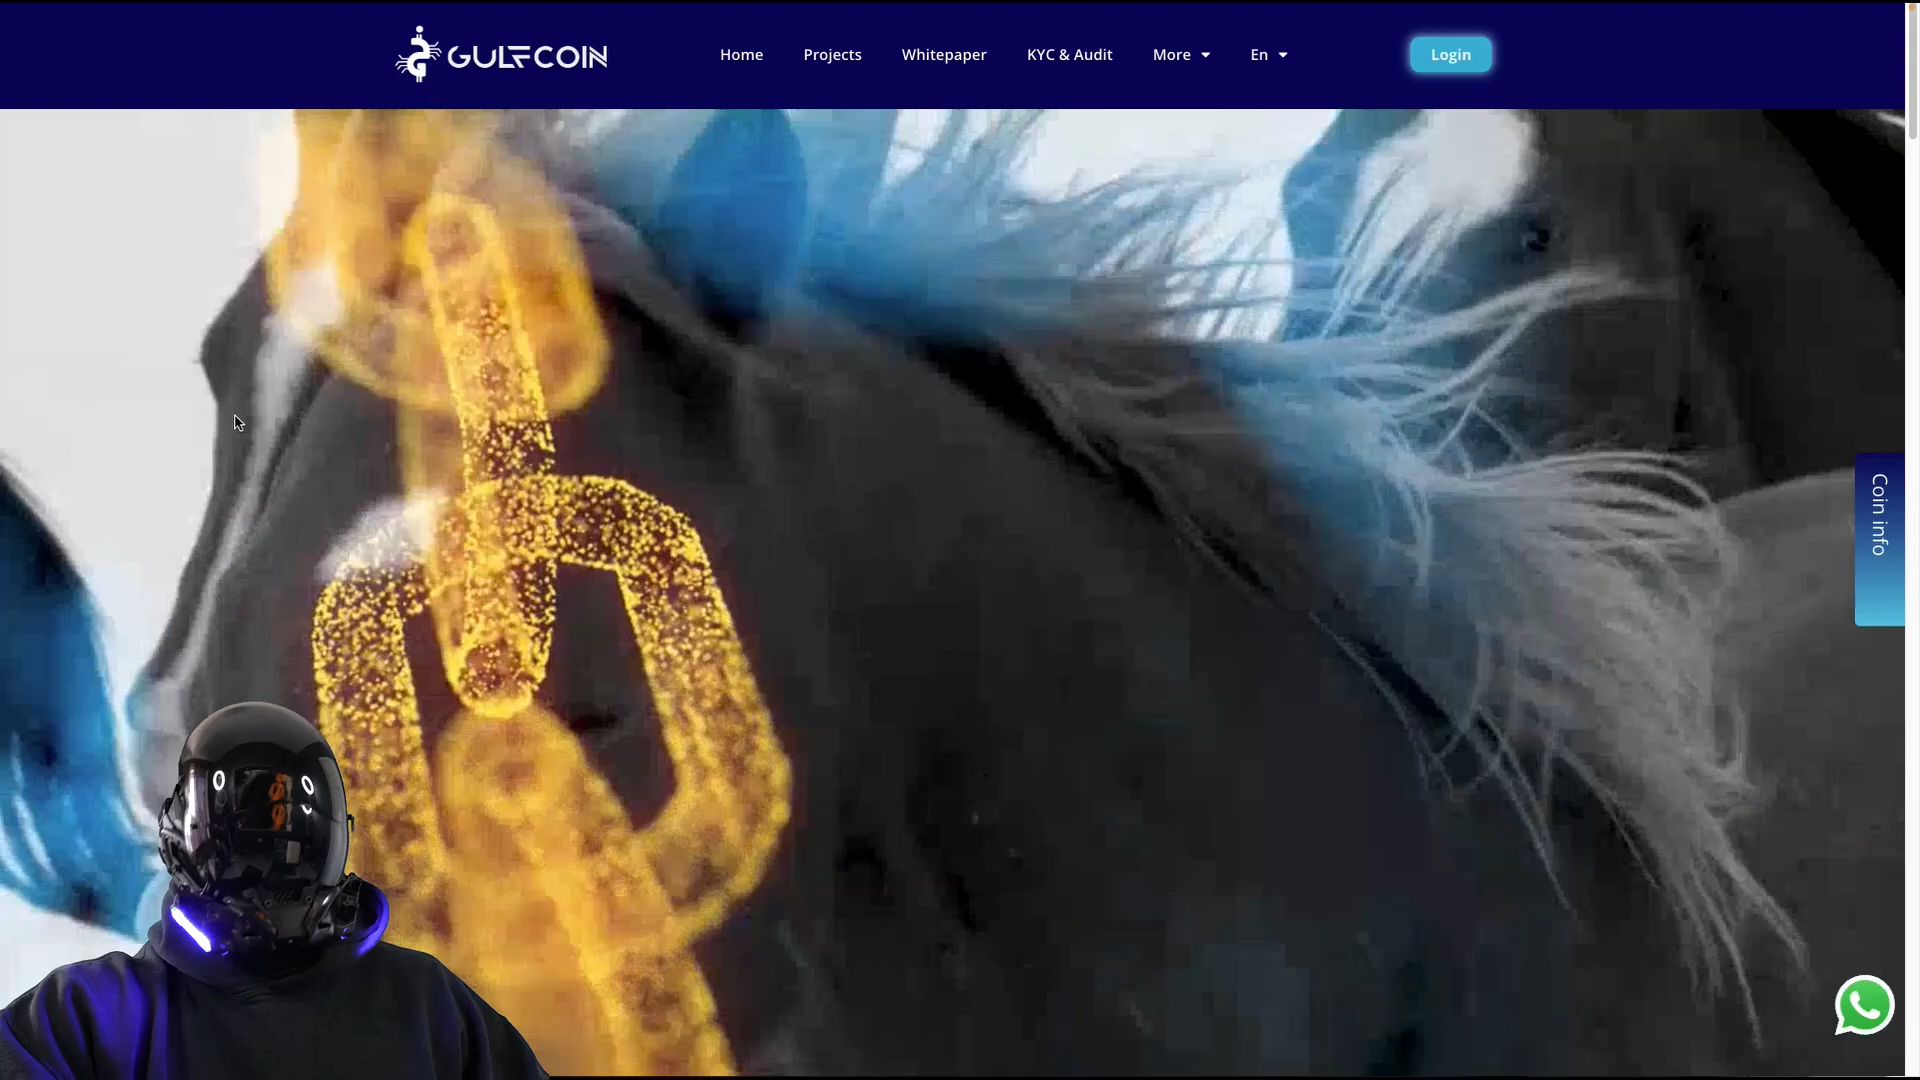 GULFCOIN
Home
Projects
Whitepaper
KYC & Audit
More
En
Login
Coin info